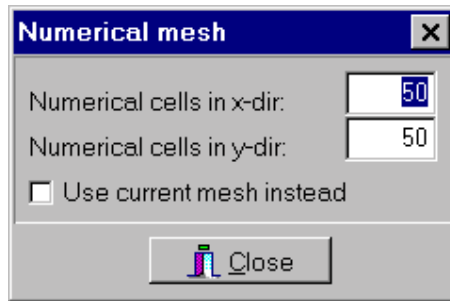 Numerical mesh
Numerical cells in x-dir: 50
Numerical cells in y-dir: 50
Use current mesh instead
Close